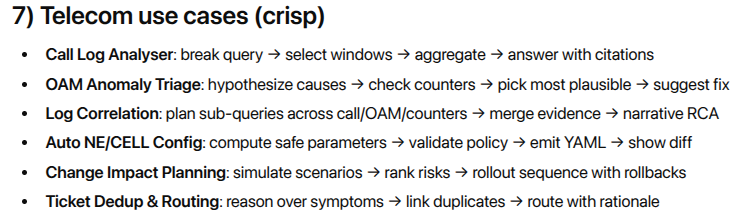 7) Telecom use cases (crisp)
• Call Log Analyser: break query → select windows → aggregate → answer with citations
• OAM Anomaly Triage: hypothesize causes → check counters → pick most plausible → suggest fix
• Log Correlation: plan sub-queries across call/OAM/counters → merge evidence → narrative RCA
• Auto NE/CELL Config: compute safe parameters → validate policy → emit YAML → show diff
• Change Impact Planning: simulate scenarios → rank risks → rollout sequence with rollbacks
• Ticket Dedup & Routing: reason over symptoms → link duplicates → route with rationale